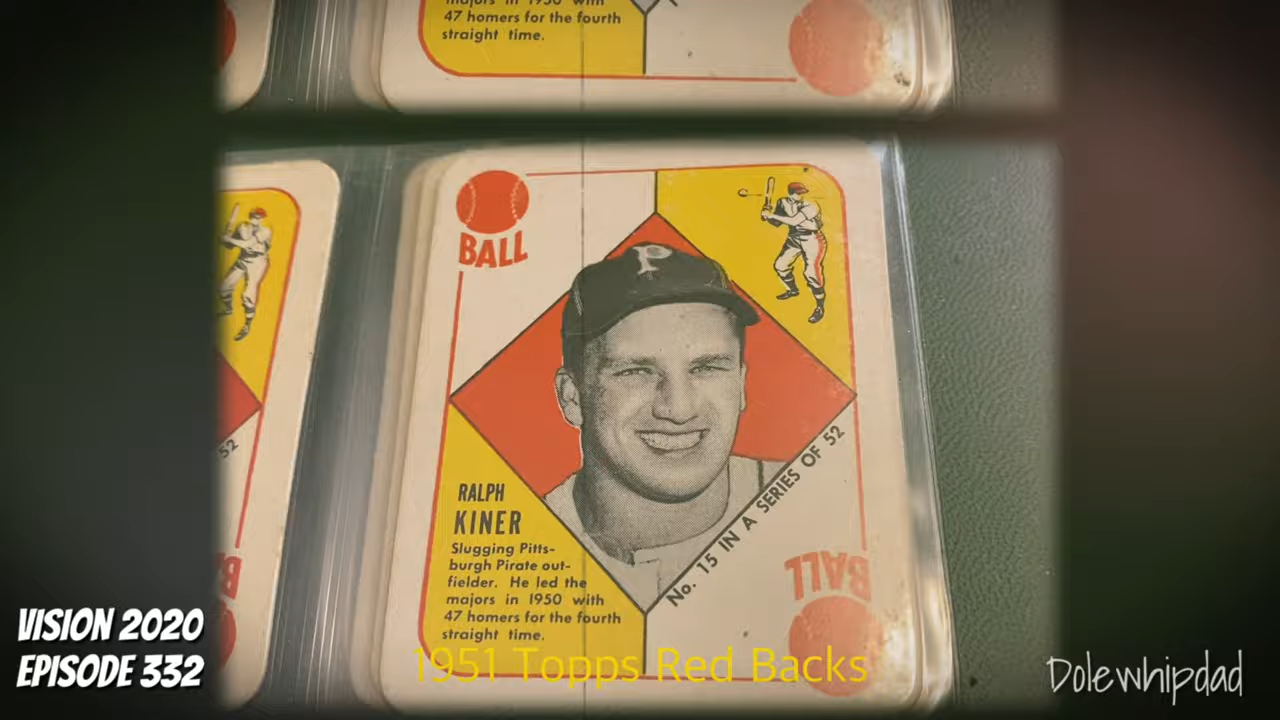 majors in 1950 with
47 homers for the fourth
straight time.
BALL
RALPH
KINER
Slugging Pitts-
burgh Pirate out-
fielder. He led the
majors in 1950 with
47 homers for the fourth
straight time.
No. 15 IN A SERIES OF 52
BALL
52
P
VISION 2020
EPISODE 332
1951 Topps Red Backs
Dolewhipdad